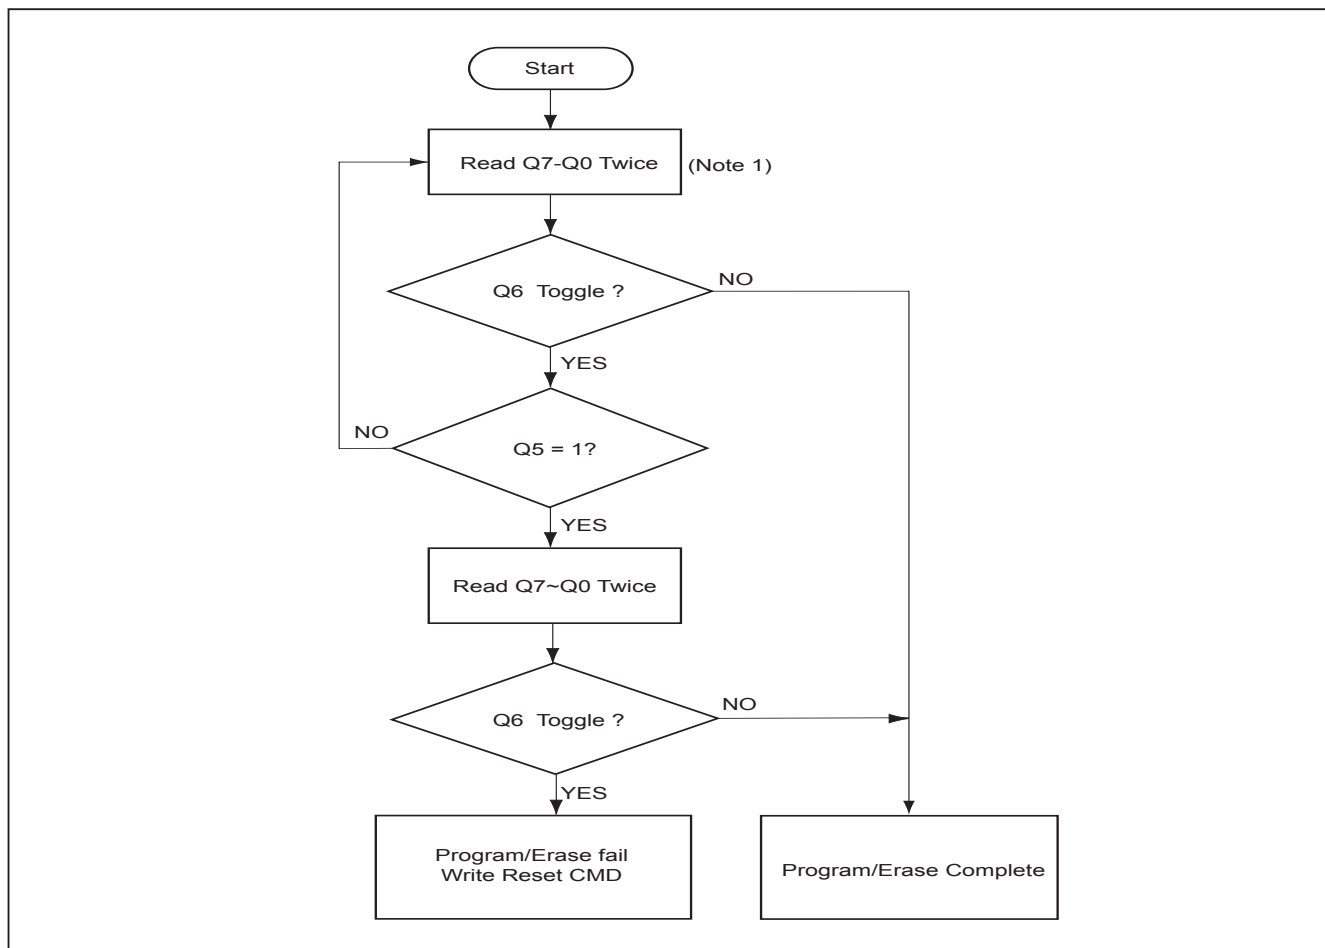 Start
Read Q7-Q0 Twice
(Note 1)
Q6 Toggle ?
NO
YES
NO
Q5 = 1?
YES
Read Q7~Q0 Twice
Q6 Toggle ?
NO
YES
Program/Erase fail
Write Reset CMD
Program/Erase Complete